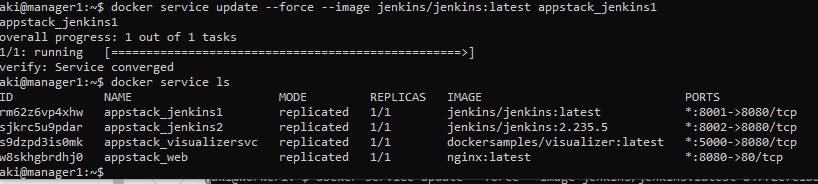 aki@manager1:~$ docker service update --force --image jenkins/jenkins:latest appstack_jenkins1
appstack_jenkins1
overall progress: 1 out of 1 tasks
1/1: running   [==================================================>]
verify: Service converged
aki@manager1:~$ docker service ls
ID NAME MODE REPLICAS IMAGE PORTS
rm62z6vp4xhw appstack_jenkins1 replicated 1/1 jenkins/jenkins:latest *:8001->8080/tcp
sjkrc5u9pdar appstack_jenkins2 replicated 1/1 jenkins/jenkins:2.235.5 *:8002->8080/tcp
s9dzpd3is0mk appstack_visualizersvc replicated 1/1 dockersamples/visualizer:latest *:5000->8080/tcp
w8skhgbrdhj0 appstack_web replicated 1/1 nginx:latest *:8080->80/tcp
aki@manager1:~$